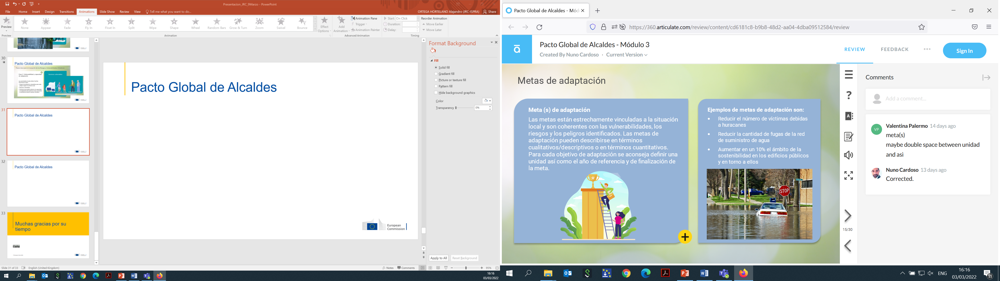 Presentacion_JRC_9Marzo - PowerPoint
File Home Insert Design Transitions Animations Slide Show Review View Tell me what you want to do...
ORTEGA HORTELANO Alejandro (JRC-ISPRA) Share
Preview
None Appear Fade Fly In Float In Split Wipe Shape Wheel Random Bars Grow & Turn Zoom Swivel Bounce
Effect Options
Add Animation
Animation Pane
Trigger
Animation Painter
Start: On Click
Duration:
Delay:
Reorder Animation
Move Earlier
Move Later
Preview Animation Advanced Animation Timing
30
Pacto Global de Alcaldes
31
Pacto Global de Alcaldes
32
Pacto Global de Alcaldes
33
Muchas gracias por su
tiempo
Pacto Global de Alcaldes
European
Commission
Format Background
Fill
Solid fill
Gradient fill
Picture or texture fill
Pattern fill
Hide background graphics
Color
Transparency 0%
Apply to All Reset Background
Slide 31 of 33 English (United Kingdom)
Notes Comments 95%
16:16
03/03/2022
Pacto Global de Alcaldes - Mód
https://360.articulate.com/review/content/cd6181c8-b9b8-48d2-aa04-4dba09512584/review
ā
Pacto Global de Alcaldes - Módulo 3
Created By Nuno Cardoso · Current Version
REVIEW FEEDBACK Sign In
Metas de adaptación
Meta (s) de adaptación
Las metas están estrechamente vinculadas a la situación
local y son coherentes con las vulnerabilidades, los
riesgos y los peligros identificados. Las metas de
adaptación pueden describirse en términos
cualitativos/descriptivos o en términos cuantitativos.
Para cada objetivo de adaptación se aconseja definir una
unidad así como el año de referencia y de finalización de
la meta.
Ejemplos de metas de adaptación son:
• Reducir el número de víctimas debidas
a huracanes
• Reducir la cantidad de fugas de la red
de suministro de agua
• Aumentar en un 10% el ámbito de la
sostenibilidad en los edificios públicos
y en torno a ellos
STOP
15/30
Comments
Add a comment...
VP
Valentina Palermo 14 days ago
meta(s)
maybe double space between unidad
and asì
Nuno Cardoso 13 days ago
Corrected.
ENG
16:16
03/03/2022
11